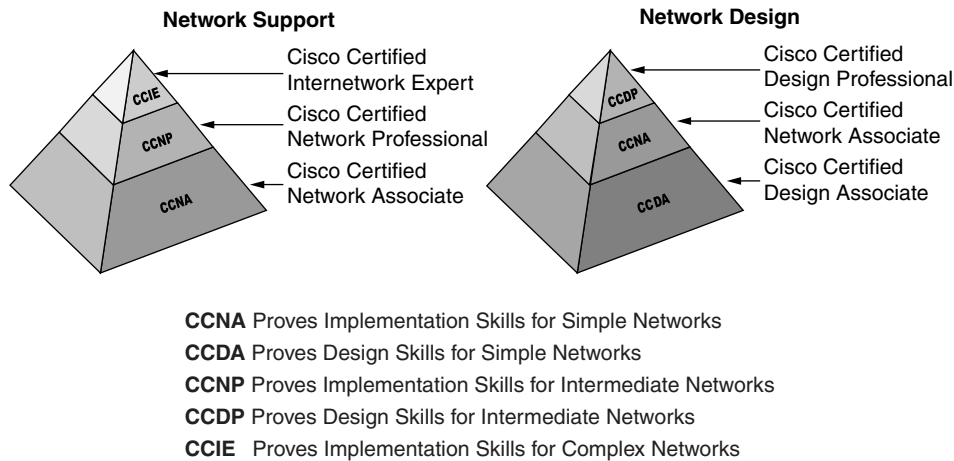 Network Support
Cisco Certified
Internetwork Expert
Cisco Certified
Network Professional
Cisco Certified
Network Associate
CCIE
CCNP
CCNA
Network Design
Cisco Certified
Design Professional
Cisco Certified
Network Associate
Cisco Certified
Design Associate
CCDP
CCNA
CCDA
CCNA Proves Implementation Skills for Simple Networks
CCDA Proves Design Skills for Simple Networks
CCNP Proves Implementation Skills for Intermediate Networks
CCDP Proves Design Skills for Intermediate Networks
CCIE Proves Implementation Skills for Complex Networks